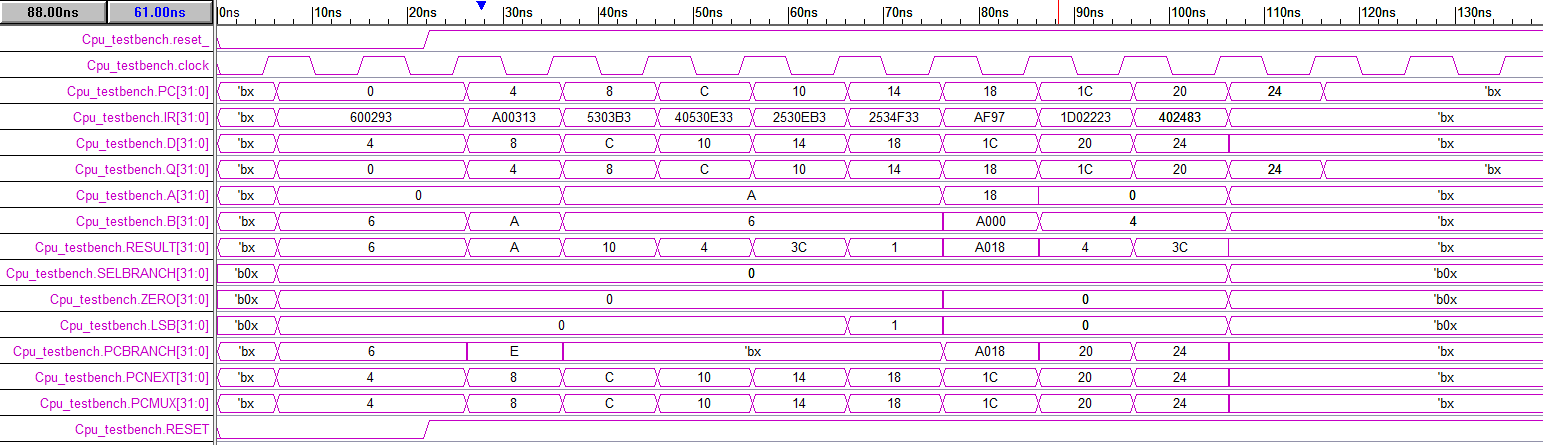 88.00ns 61.00ns 0ns 10ns 20ns 30ns 40ns 50ns 60ns 70ns 80ns 90ns 100ns 110ns 120ns 130ns
Cpu_testbench.reset_
Cpu_testbench.clock
Cpu_testbench.PC[31:0] 'bx 0 4 8 C 10 14 18 1C 20 24 'bx
Cpu_testbench.IR[31:0] 'bx 600293 A00313 5303B3 40530E33 2530EB3 2534F33 AF97 1D02223 402483 'bx
Cpu_testbench.D[31:0] 'bx 4 8 C 10 14 18 1C 20 24 'bx
Cpu_testbench.Q[31:0] 'bx 0 4 8 C 10 14 18 1C 20 24 'bx
Cpu_testbench.A[31:0] 'bx 0 A 18 0 'bx
Cpu_testbench.B[31:0] 'bx 6 A 6 A000 4 'bx
Cpu_testbench.RESULT[31:0] 'bx 6 A 10 4 3C 1 A018 4 3C 'bx
Cpu_testbench.SELBRANCH[31:0] 'b0x 0 'b0x
Cpu_testbench.ZERO[31:0] 'b0x 0 0 'b0x
Cpu_testbench.LSB[31:0] 'b0x 0 1 0 'b0x
Cpu_testbench.PCBRANCH[31:0] 'bx 6 E 'bx A018 20 24 'bx
Cpu_testbench.PCNEXT[31:0] 'bx 4 8 C 10 14 18 1C 20 24 'bx
Cpu_testbench.PCMUX[31:0] 'bx 4 8 C 10 14 18 1C 20 24 'bx
Cpu_testbench.RESET